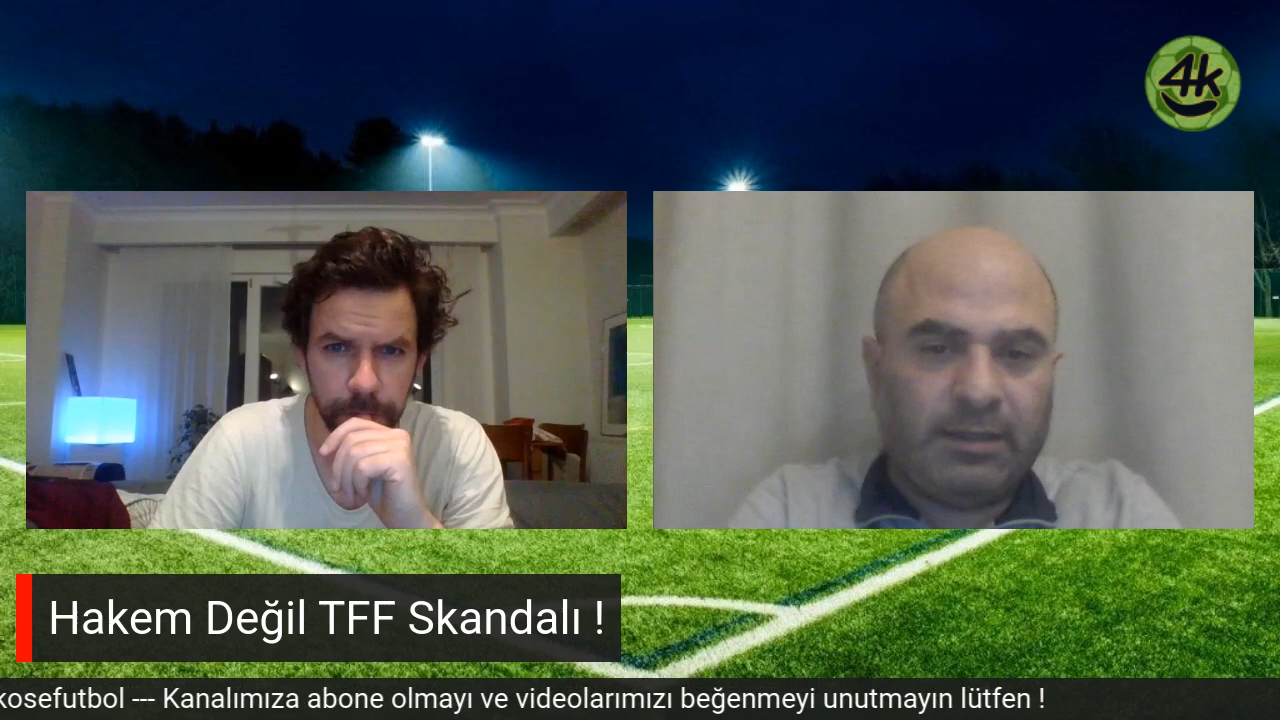 4k
Hakem Değil TFF Skandalı !
kosefutbol --- Kanalımıza abone olmayı ve videolarımızı beğenmeyi unutmayın lütfen !